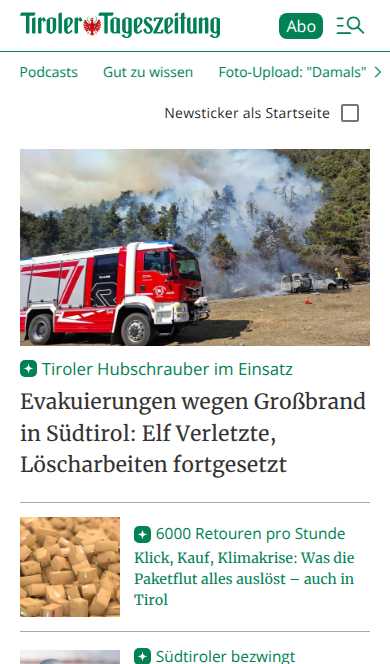 Tiroler Tageszeitung
Abo
Podcasts Gut zu wissen Foto-Upload: "Damals"
Newsticker als Startseite
Tiroler Hubschrauber im Einsatz
Evakuierungen wegen Großbrand
in Südtirol: Elf Verletzte,
Löscharbeiten fortgesetzt
6000 Retouren pro Stunde
Klick, Kauf, Klimakrise: Was die
Paketflut alles auslöst – auch in
Tirol
Südtiroler bezwingt